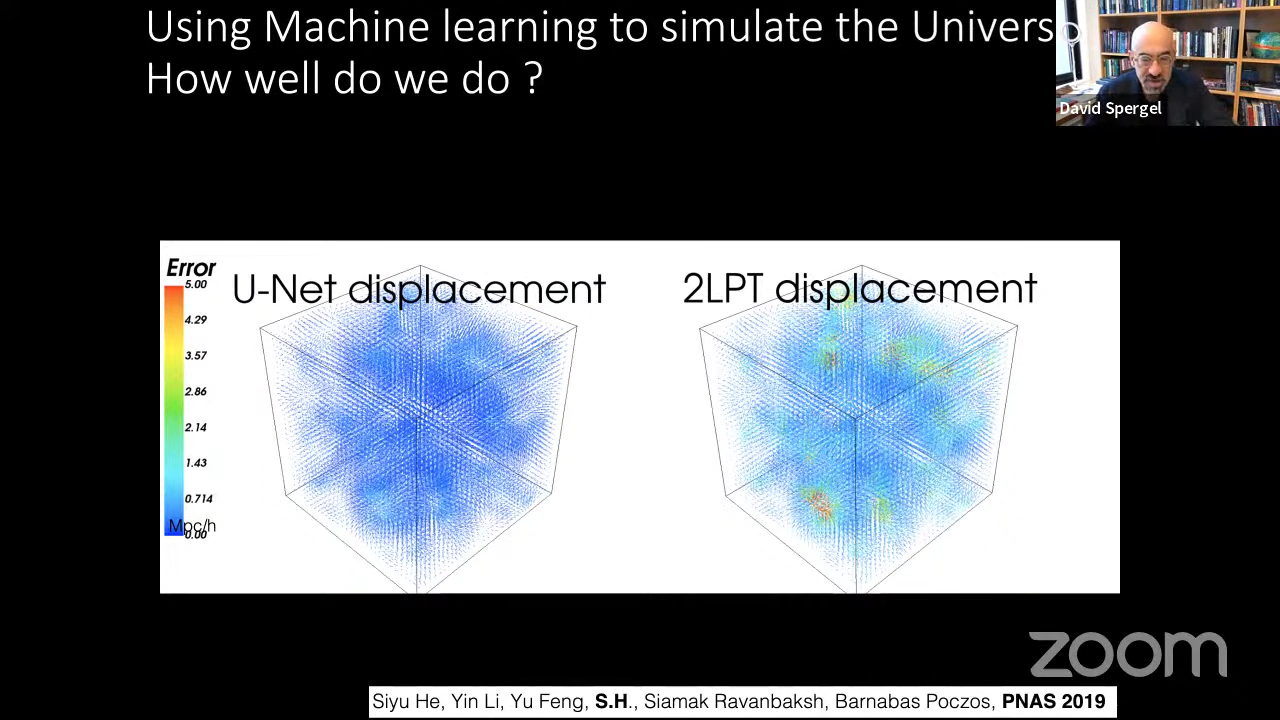 Using Machine learning to simulate the Universe
How well do we do ?
David Spergel
Error
5.00
4.29
3.57
2.86
2.14
1.43
0.714
Mpc/h
0.00
U-Net displacement
2LPT displacement
zoom
Siyu He, Yin Li, Yu Feng, S.H., Siamak Ravanbaksh, Barnabas Poczos, PNAS 2019